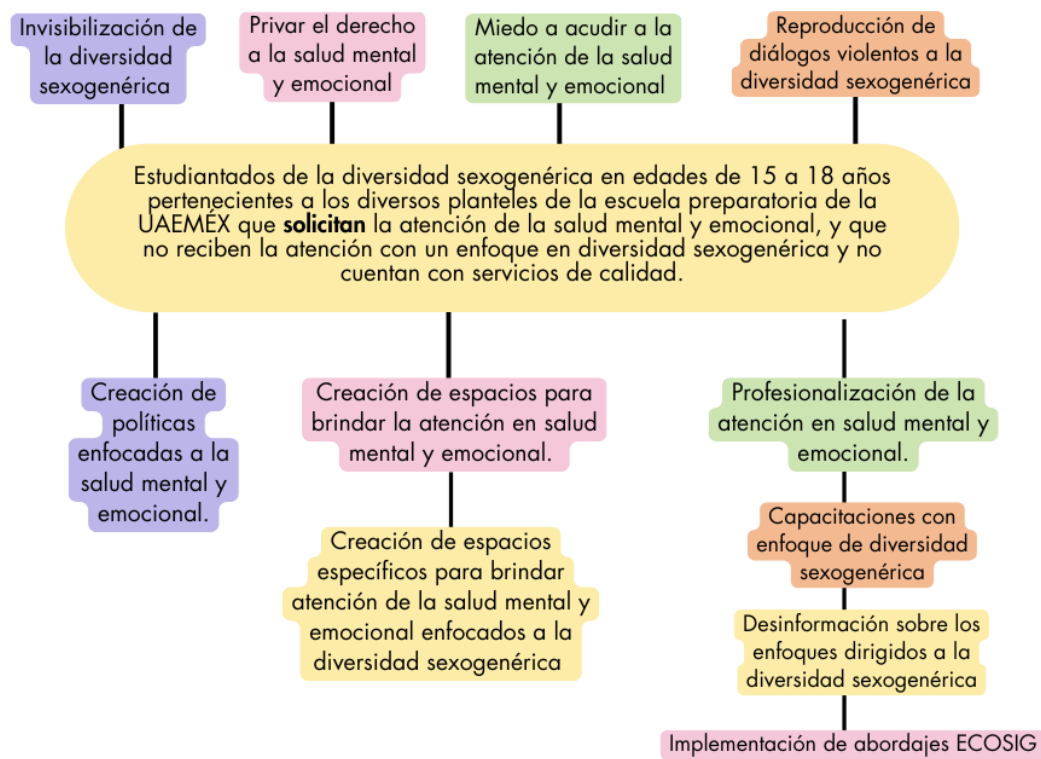 Invisibilización de
la diversidad
sexogenérica
Privar el derecho
a la salud mental
y emocional
Miedo a acudir a la
atención de la salud
mental y emocional
Reproducción de
diálogos violentos a la
diversidad sexogenérica
Estudiantados de la diversidad sexogenérica en edades de 15 a 18 años
pertenecientes a los diversos planteles de la escuela preparatoria de la
UAEMÉX que solicitan la atención de la salud mental y emocional, y que
no reciben la atención con un enfoque en diversidad sexogenérica y no
cuentan con servicios de calidad.
Creación de
políticas
enfocadas a la
salud mental y
emocional.
Creación de espacios para
brindar la atención en salud
mental y emocional.
Creación de espacios
específicos para brindar
atención de la salud mental y
emocional enfocados a la
diversidad sexogenérica
Profesionalización de la
atención en salud mental y
emocional.
Capacitaciones con
enfoque de diversidad
sexogenérica
Desinformación sobre los
enfoques dirigidos a la
diversidad sexogenérica
Implementación de abordajes ECOSIG